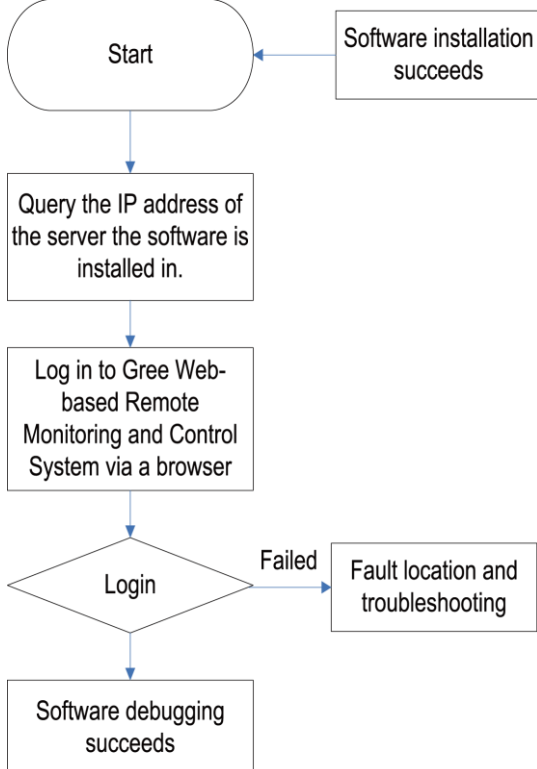 Start
Software installation
succeeds
Query the IP address of
the server the software is
installed in.
Log in to Gree Web-
based Remote
Monitoring and Control
System via a browser
Login
Failed
Fault location and
troubleshooting
Software debugging
succeeds